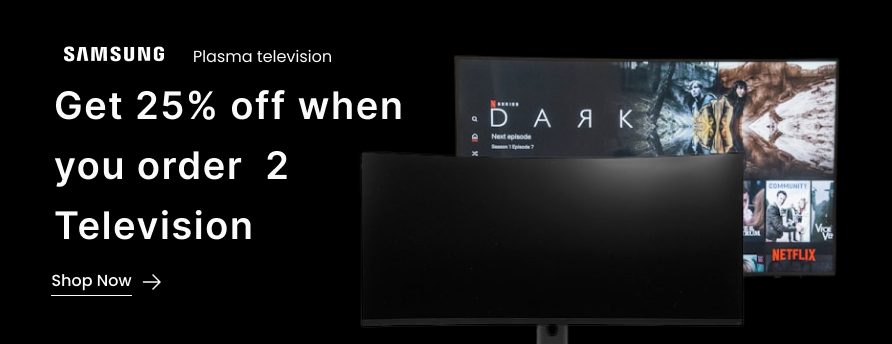 SAMSUNG Plasma television
Get 25% off when
you order 2
Television
Shop Now
N SERIES
DARK
Next episode
Season 1 Episode 7
COMMUNITY
NETFLIX